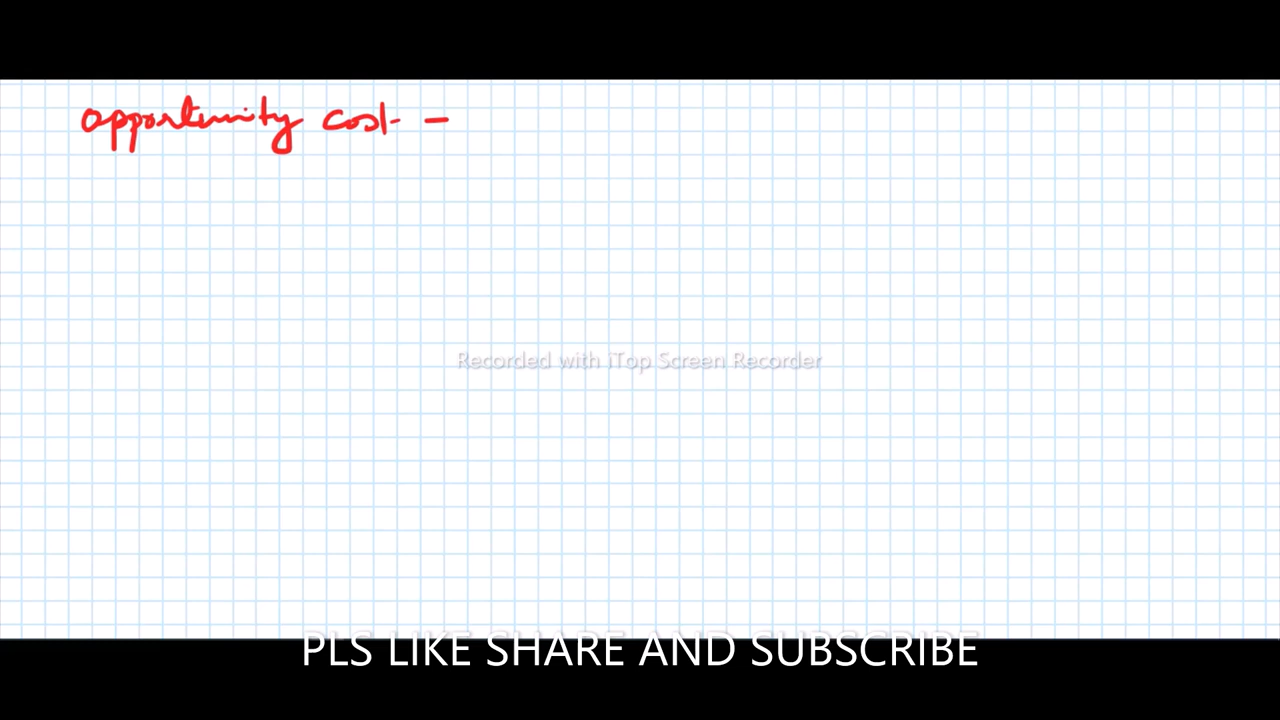 opportunity cost -
Recorded with iTop Screen Recorder
PLS LIKE SHARE AND SUBSCRIBE